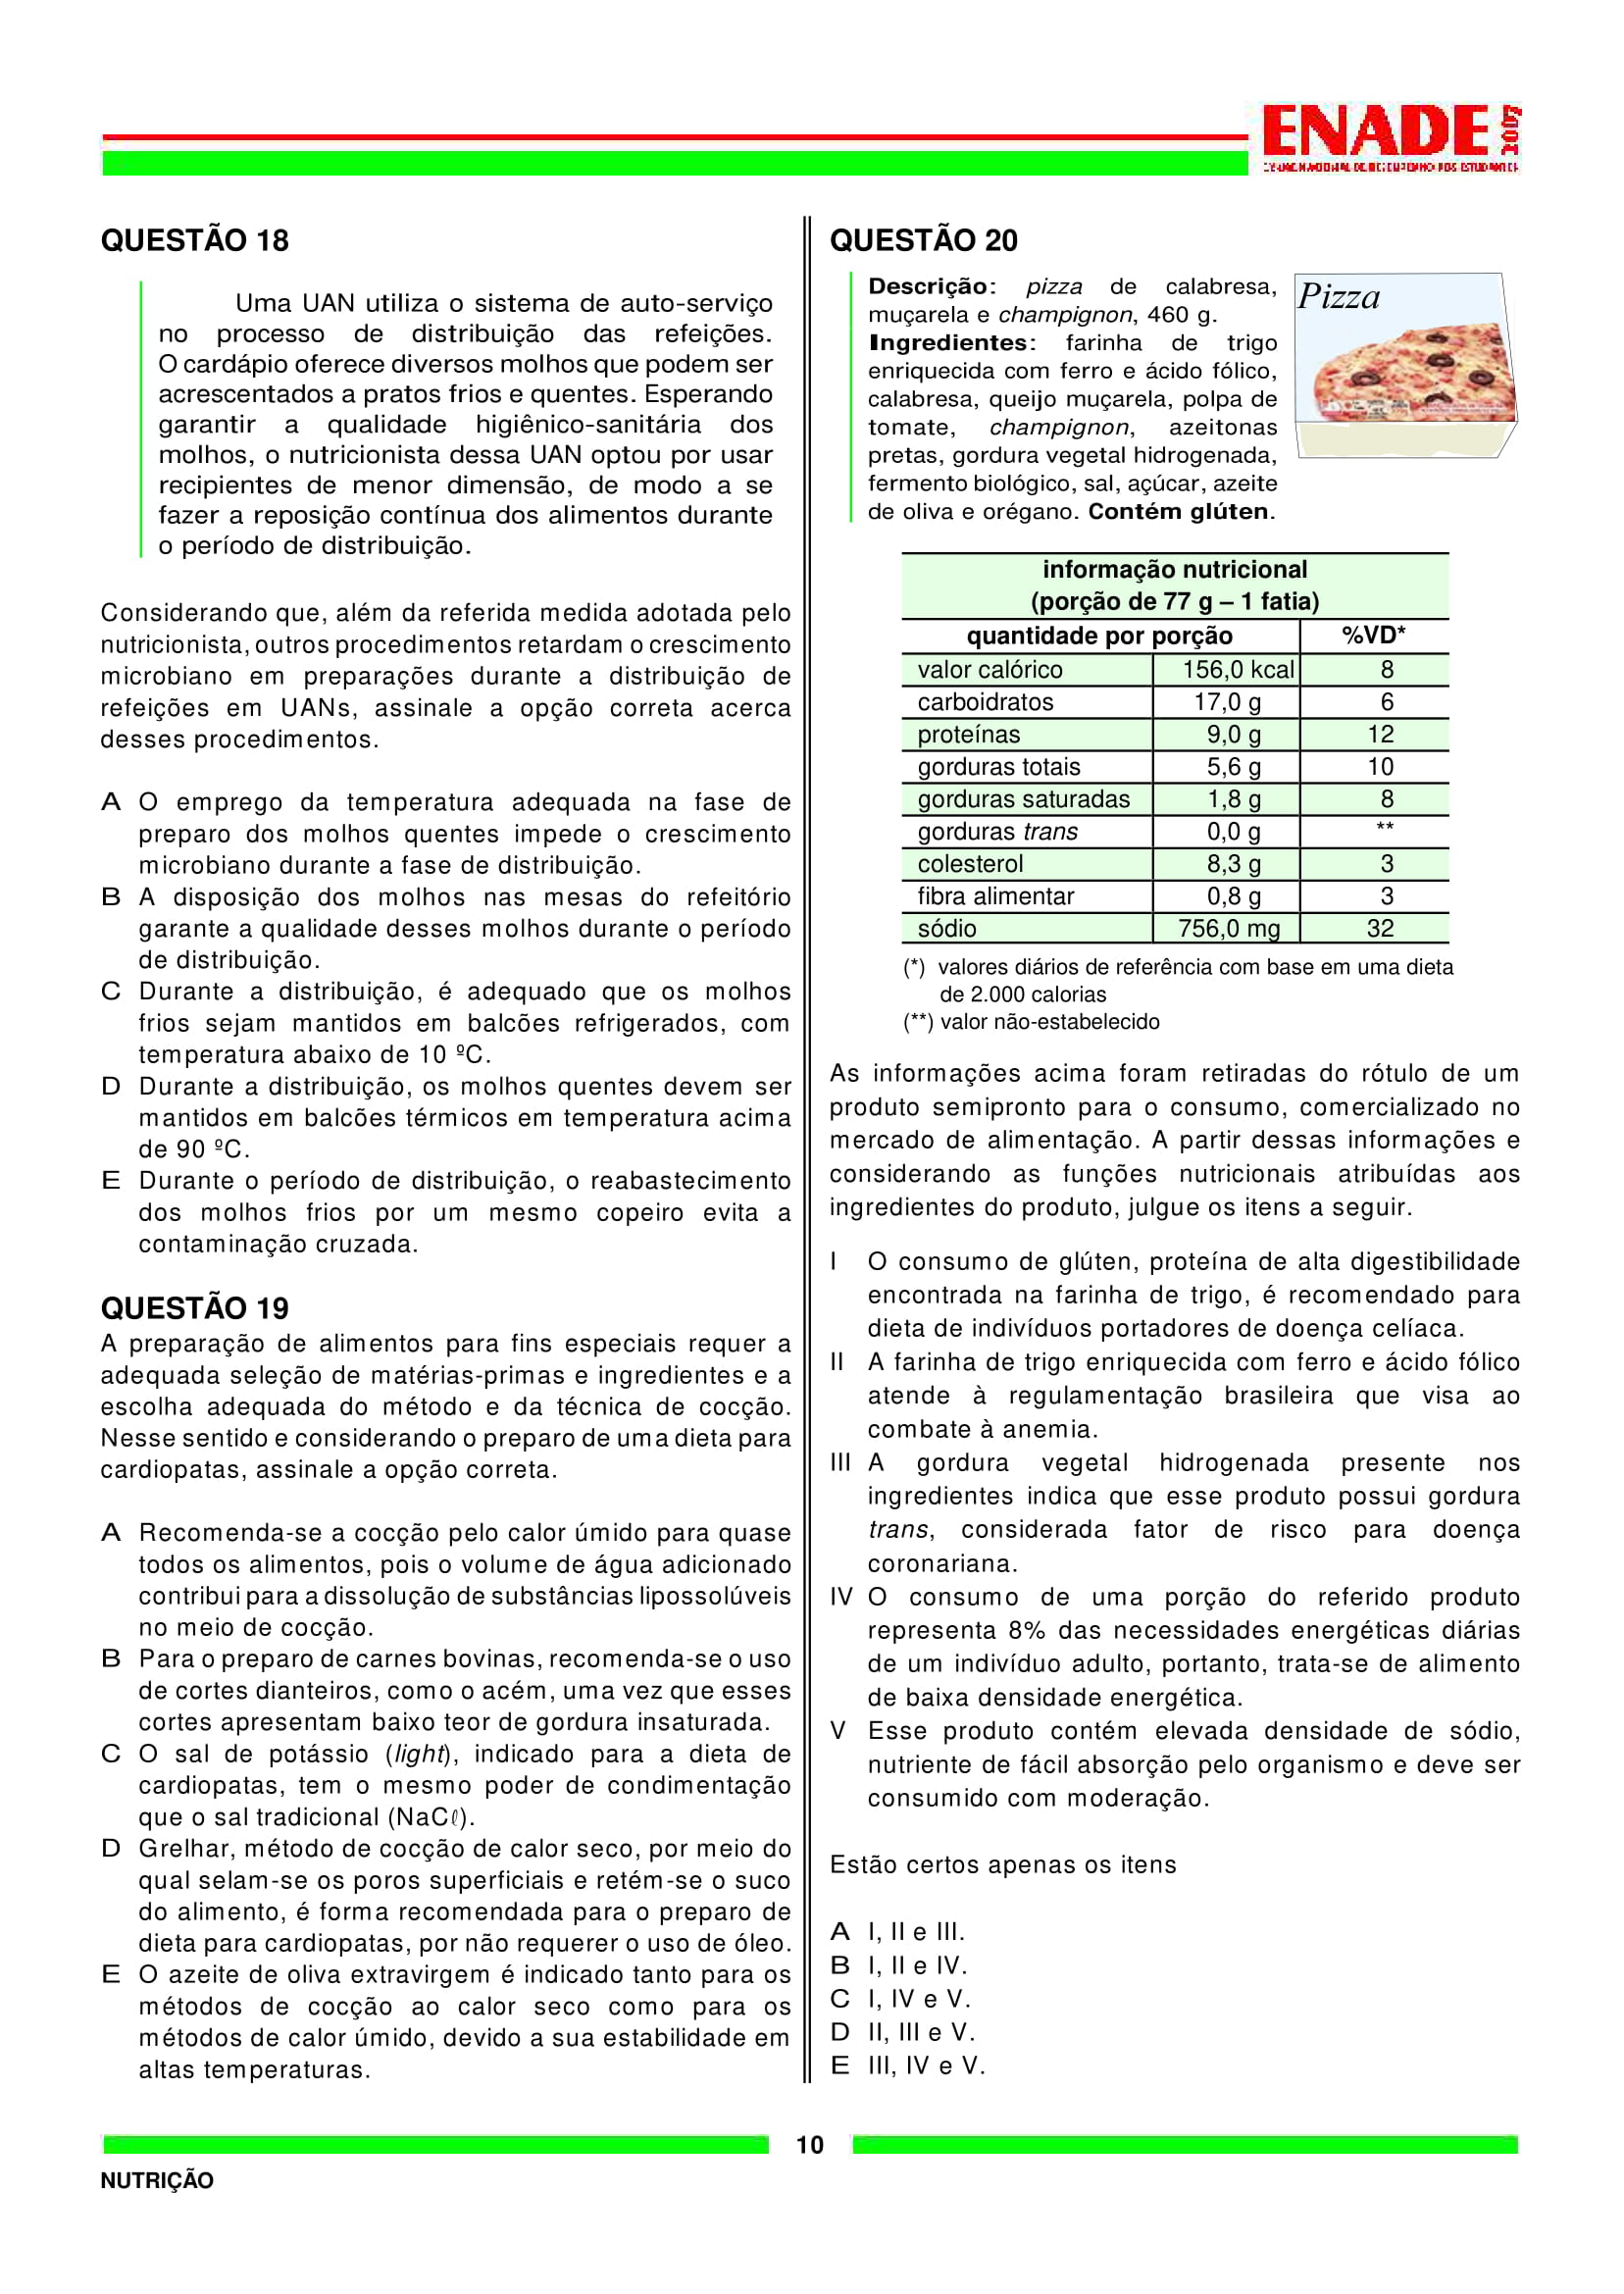 ENADE 2007
QUESTÃO 18
Uma UAN utiliza o sistema de auto-serviço
no processo de distribuição das refeições.
O cardápio oferece diversos molhos que podem ser
acrescentados a pratos frios e quentes. Esperando
garantir a qualidade higiênico-sanitária dos
molhos, o nutricionista dessa UAN optou por usar
recipientes de menor dimensão, de modo a se
fazer a reposição contínua dos alimentos durante
o período de distribuição.
Considerando que, além da referida medida adotada pelo
nutricionista, outros procedimentos retardam o crescimento
microbiano em preparações durante a distribuição de
refeições em UANs, assinale a opção correta acerca
desses procedimentos.
A O emprego da temperatura adequada na fase de
preparo dos molhos quentes impede o crescimento
microbiano durante a fase de distribuição.
B A disposição dos molhos nas mesas do refeitório
garante a qualidade desses molhos durante o período
de distribuição.
C Durante a distribuição, é adequado que os molhos
frios sejam mantidos em balcões refrigerados, com
temperatura abaixo de 10 ºC.
D Durante a distribuição, os molhos quentes devem ser
mantidos em balcões térmicos em temperatura acima
de 90 ºC.
E Durante o período de distribuição, o reabastecimento
dos molhos frios por um mesmo copeiro evita a
contaminação cruzada.
QUESTÃO 19
A preparação de alimentos para fins especiais requer a
adequada seleção de matérias-primas e ingredientes e a
escolha adequada do método e da técnica de cocção.
Nesse sentido e considerando o preparo de uma dieta para
cardiopatas, assinale a opção correta.
A Recomenda-se a cocção pelo calor úmido para quase
todos os alimentos, pois o volume de água adicionado
contribui para a dissolução de substâncias lipossolúveis
no meio de cocção.
B Para o preparo de carnes bovinas, recomenda-se o uso
de cortes dianteiros, como o acém, uma vez que esses
cortes apresentam baixo teor de gordura insaturada.
C O sal de potássio (light), indicado para a dieta de
cardiopatas, tem o mesmo poder de condimentação
que o sal tradicional (NaCℓ).
D Grelhar, método de cocção de calor seco, por meio do
qual selam-se os poros superficiais e retém-se o suco
do alimento, é forma recomendada para o preparo de
dieta para cardiopatas, por não requerer o uso de óleo.
E O azeite de oliva extravirgem é indicado tanto para os
métodos de cocção ao calor seco como para os
métodos de calor úmido, devido a sua estabilidade em
altas temperaturas.
QUESTÃO 20
Descrição: pizza de calabresa,
muçarela e champignon, 460 g.
Ingredientes: farinha de trigo
enriquecida com ferro e ácido fólico,
calabresa, queijo muçarela, polpa de
tomate, champignon, azeitonas
pretas, gordura vegetal hidrogenada,
fermento biológico, sal, açúcar, azeite
de oliva e orégano. Contém glúten.
Pizza
informação nutricional
(porção de 77 g – 1 fatia)
quantidade por porção %VD*
valor calórico 156,0 kcal 8
carboidratos 17,0 g 6
proteínas 9,0 g 12
gorduras totais 5,6 g 10
gorduras saturadas 1,8 g 8
gorduras trans 0,0 g **
colesterol 8,3 g 3
fibra alimentar 0,8 g 3
sódio 756,0 mg 32
(*) valores diários de referência com base em uma dieta
de 2.000 calorias
(**) valor não-estabelecido
As informações acima foram retiradas do rótulo de um
produto semipronto para o consumo, comercializado no
mercado de alimentação. A partir dessas informações e
considerando as funções nutricionais atribuídas aos
ingredientes do produto, julgue os itens a seguir.
I O consumo de glúten, proteína de alta digestibilidade
encontrada na farinha de trigo, é recomendado para
dieta de indivíduos portadores de doença celíaca.
II A farinha de trigo enriquecida com ferro e ácido fólico
atende à regulamentação brasileira que visa ao
combate à anemia.
III A gordura vegetal hidrogenada presente nos
ingredientes indica que esse produto possui gordura
trans, considerada fator de risco para doença
coronariana.
IV O consumo de uma porção do referido produto
representa 8% das necessidades energéticas diárias
de um indivíduo adulto, portanto, trata-se de alimento
de baixa densidade energética.
V Esse produto contém elevada densidade de sódio,
nutriente de fácil absorção pelo organismo e deve ser
consumido com moderação.
Estão certos apenas os itens
A I, II e III.
B I, II e IV.
C I, IV e V.
D II, III e V.
E III, IV e V.
10
NUTRIÇÃO